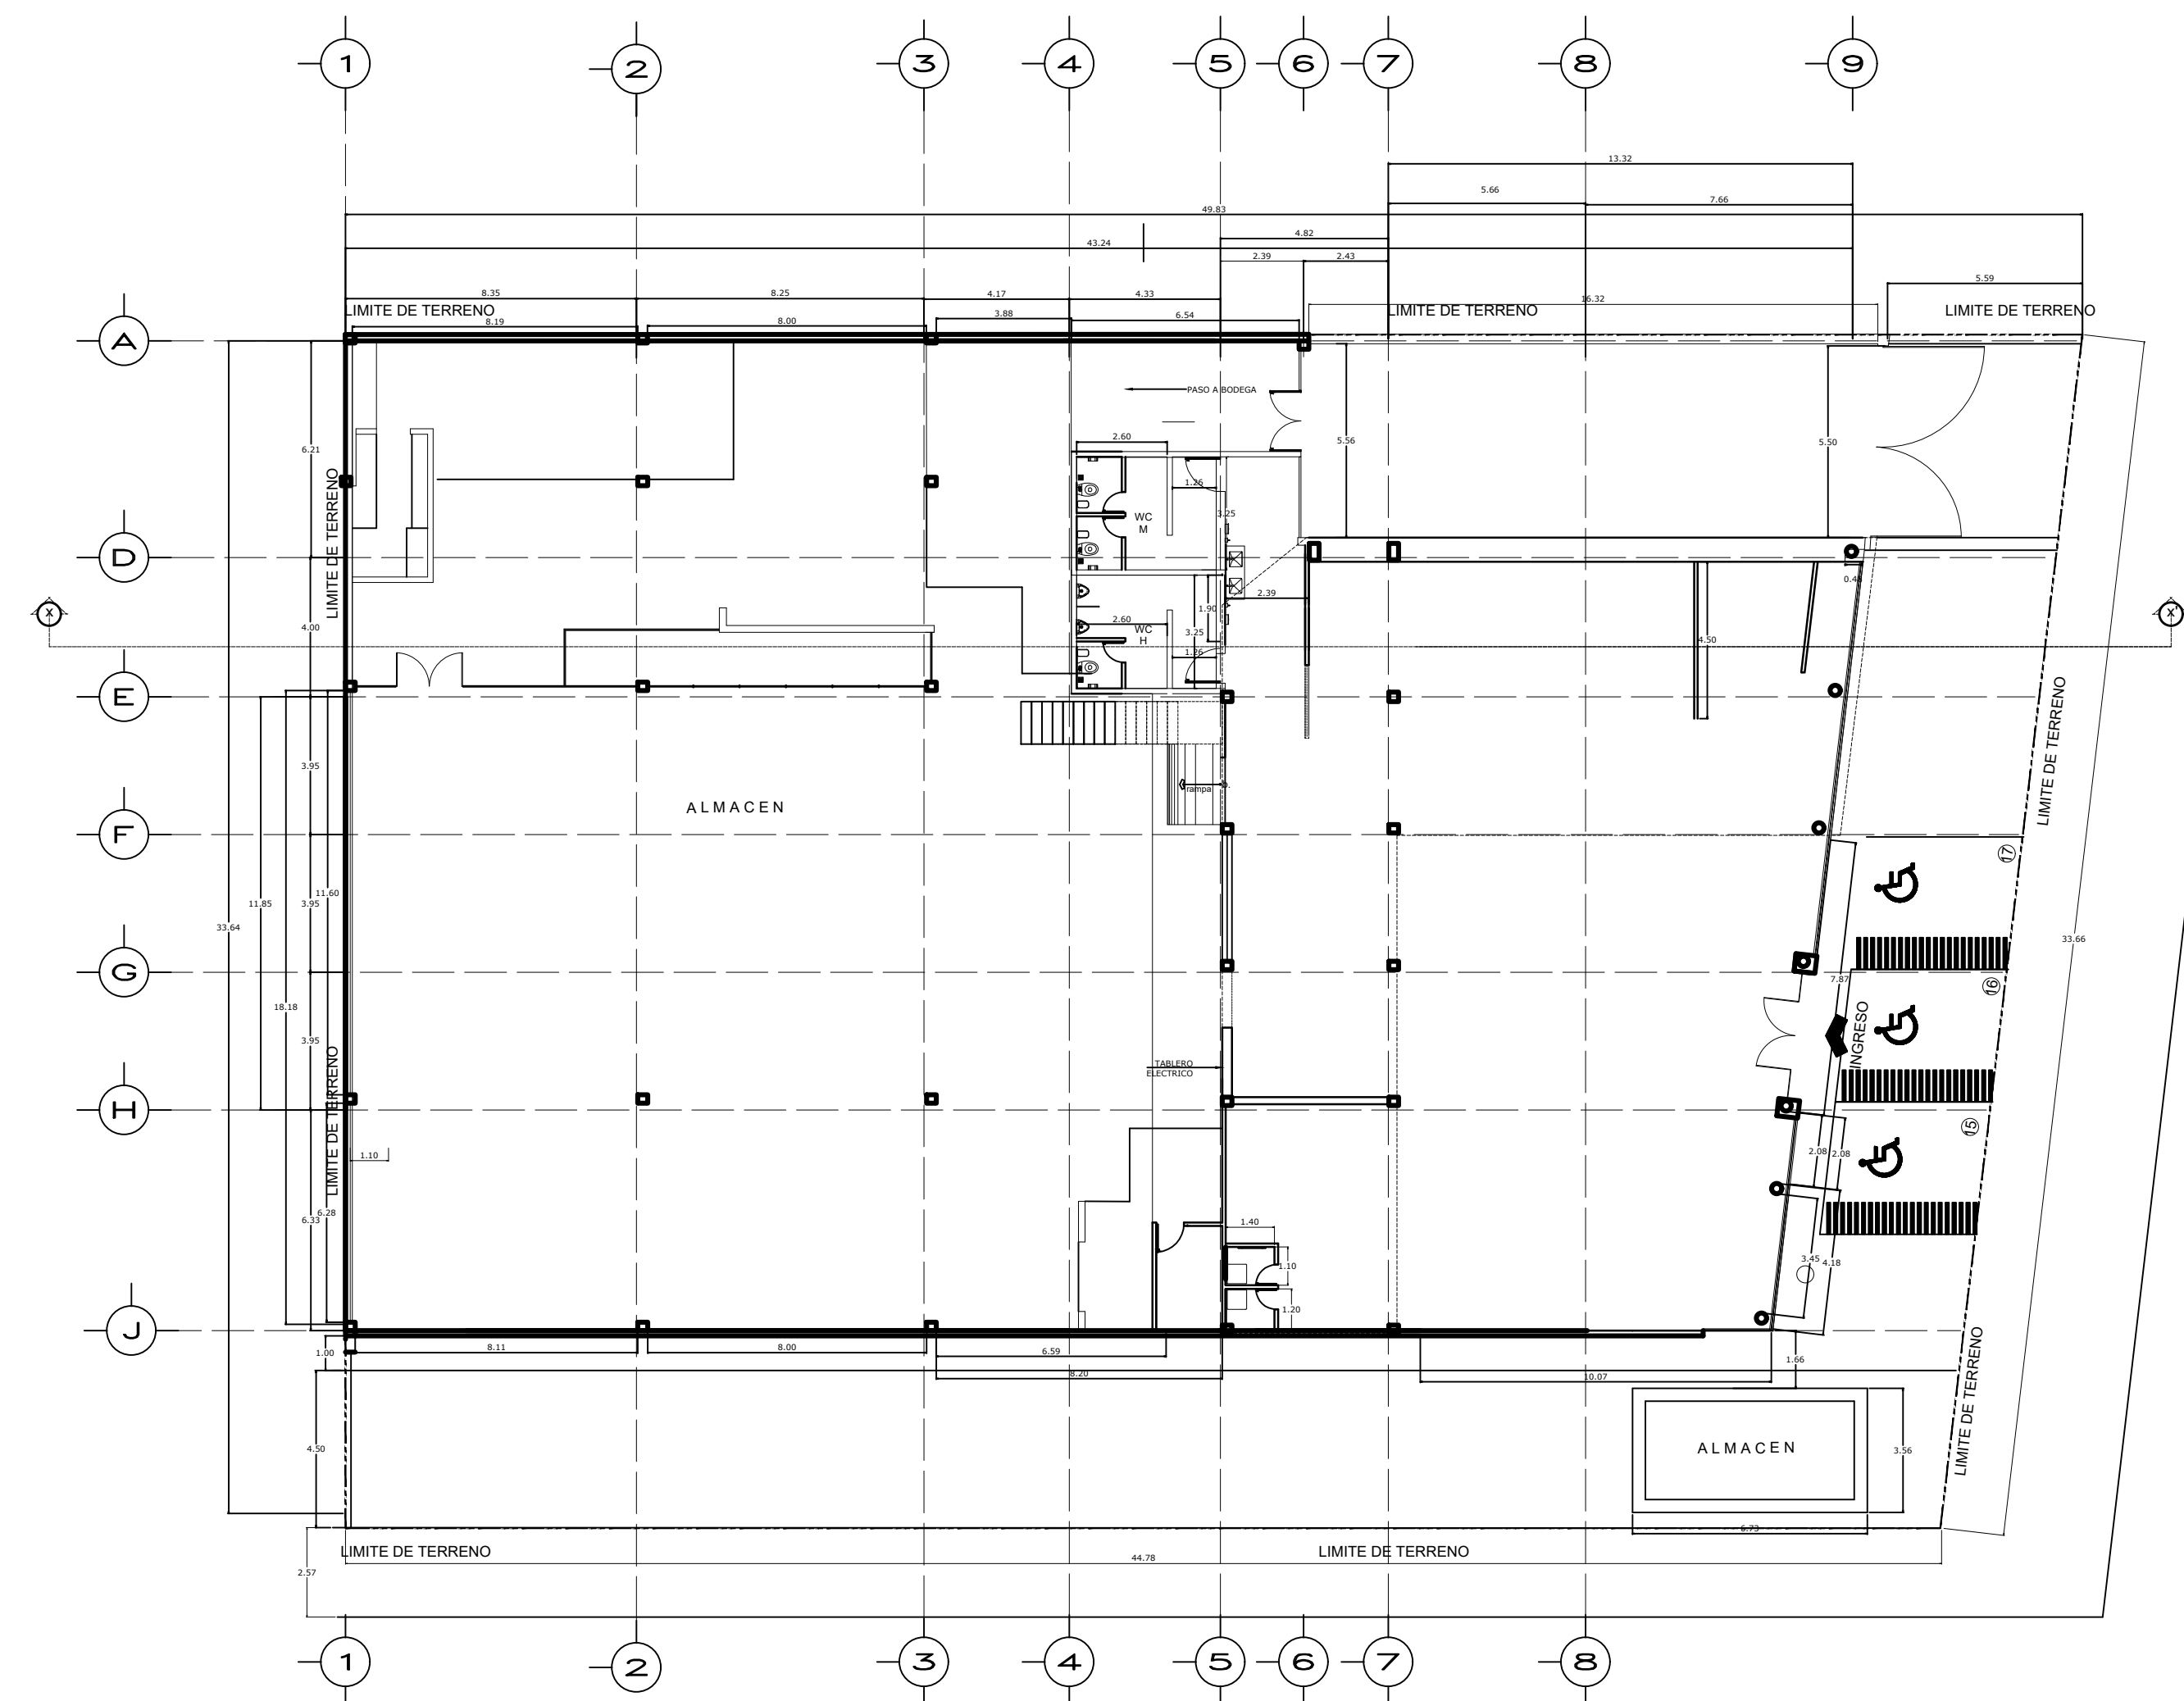 1 2 3 4 5 6 7 8 9
13.32
5.66
7.66
49.83
4.82
43.24
2.39 2.43
5.59
8.35 8.25 4.17 4.33
16.32
LIMITE DE TERRENO
LIMITE DE TERRENO
LIMITE DE TERRENO
3.88
6.54
8.19
8.00
A
PASO A BODEGA
2.60
5.56
5.50
6.21
1.26
3.25
WC
M
LIMITE DE TERRENO
D
0.48
2.39
1.90
X
X'
4.00
2.60
WC
H
3.25
1.26
4.50
E
LIMITE DE TERRENO
3.95
rampa
ALMACEN
F
17
11.60
11.85
3.95
33.64
33.66
G
7.87
16
18.18
INGRESO
3.95
TABLERO
ELECTRICO
LIMITE DE TERRENO
H
15
1.10
2.08
2.08
6.28
6.33
1.40
3.45
4.18
1.10
1.20
J
8.11
8.00
6.59
1.00
1.66
8.20
10.07
LIMITE DE TERRENO
4.50
ALMACEN
3.56
6.73
LIMITE DE TERRENO
LIMITE DE TERRENO
44.78
2.57
1 2 3 4 5 6 7 8